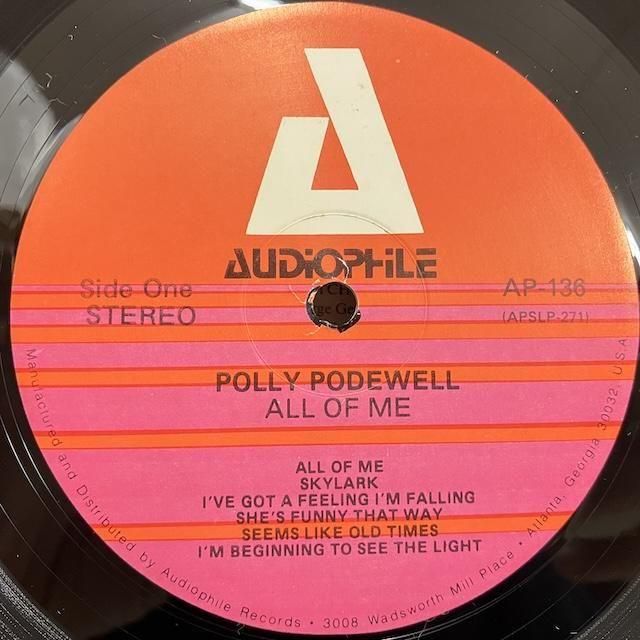 AUDIOPHILE
Side One
STEREO
AP-136
(APSLP-271)
POLLY PODEWELL
ALL OF ME
ALL OF ME
SKYLARK
I'VE GOT A FEELING I'M FALLING
SHE'S FUNNY THAT WAY
SEEMS LIKE OLD TIMES
I'M BEGINNING TO SEE THE LIGHT
Manufactured and Distributed by Audiophile Records • 3008 Wadsworth Mill Place • Atlanta, Georgia 30032, U.S.A.